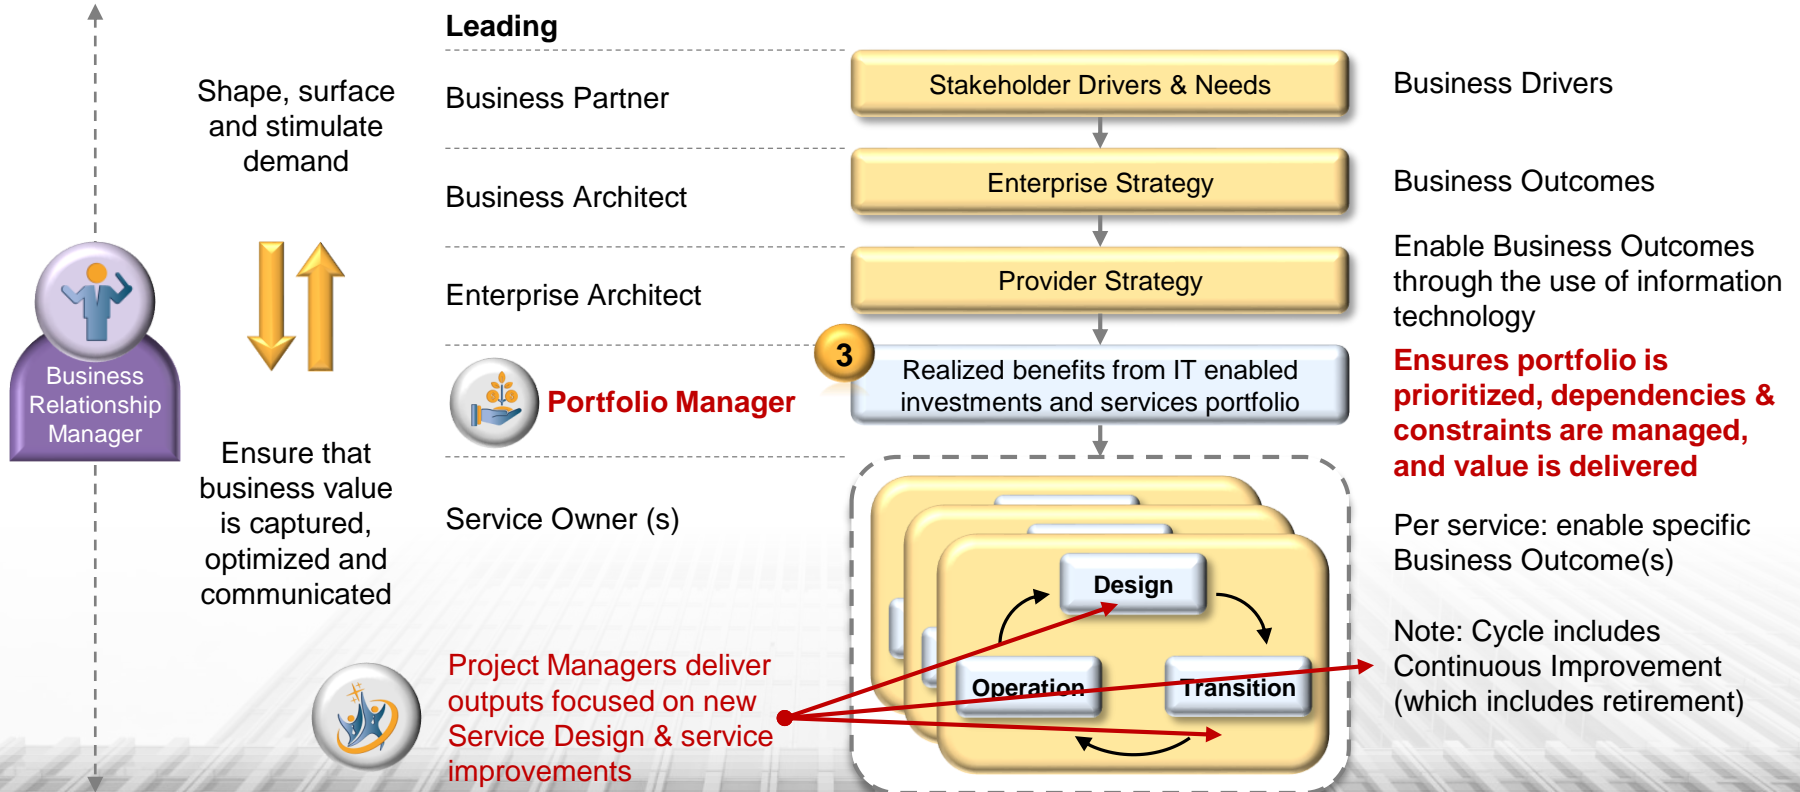 Leading
Shape, surface
and stimulate
demand
Business Partner
Stakeholder Drivers & Needs
Business Drivers
Business Architect
Enterprise Strategy
Business Outcomes
Enterprise Architect
Provider Strategy
Enable Business Outcomes
through the use of information
technology
Business
Relationship
Manager
Portfolio Manager
3
Realized benefits from IT enabled
investments and services portfolio
Ensures portfolio is
prioritized, dependencies &
constraints are managed,
and value is delivered
Ensure that
business value
is captured,
optimized and
communicated
Service Owner (s)
Per service: enable specific
Business Outcome(s)
Design
Operation
Transition
Note: Cycle includes
Continuous Improvement
(which includes retirement)
Project Managers deliver
outputs focused on new
Service Design & service
improvements